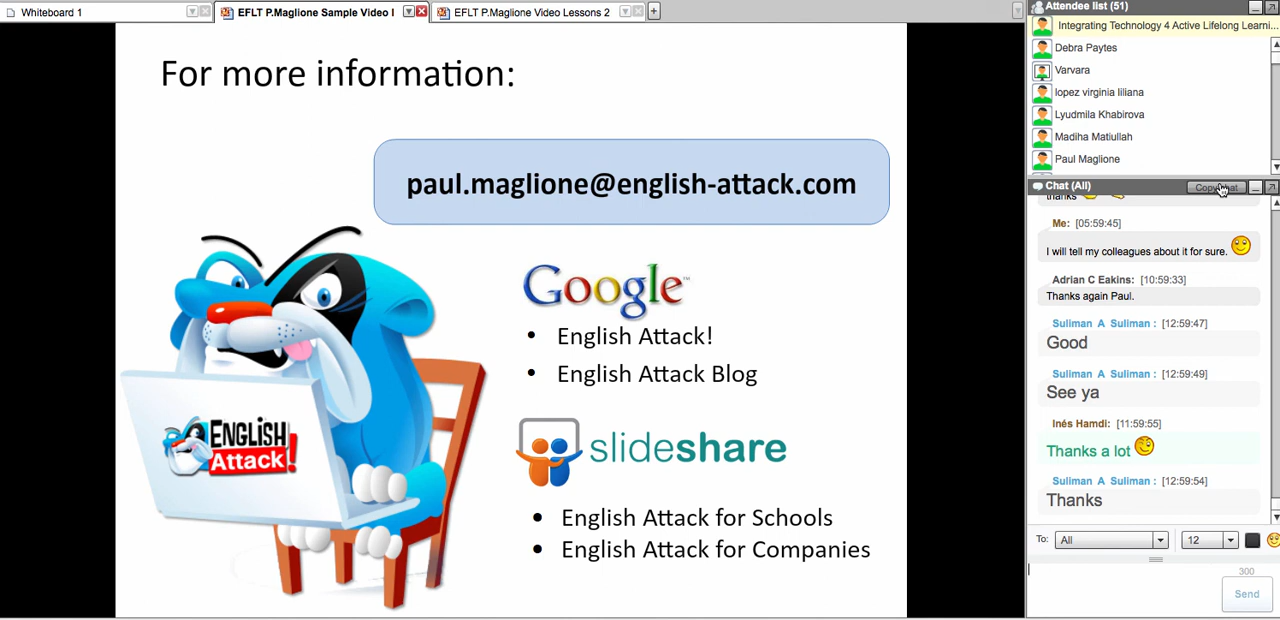 Whiteboard 1
EFLT P.Maglione Sample Video I
EFLT P.Maglione Video Lessons 2
For more information:
paul.maglione@english-attack.com
Google™
• English Attack!
• English Attack Blog
slideshare
• English Attack for Schools
• English Attack for Companies
ENGLISH
Attack!
Attendee list (51)
Integrating Technology 4 Active Lifelong Learni...
Debra Paytes
Varvara
lopez virginia liliana
Lyudmila Khabirova
Madiha Matiullah
Paul Maglione
Chat (All)
Copy chat
thanks
Me: [05:59:45]
I will tell my colleagues about it for sure.
Adrian C Eakins: [10:59:33]
Thanks again Paul.
Suliman A Suliman : [12:59:47]
Good
Suliman A Suliman : [12:59:49]
See ya
Inés Hamdi: [11:59:55]
Thanks a lot
Suliman A Suliman : [12:59:54]
Thanks
To: All 12
300
Send